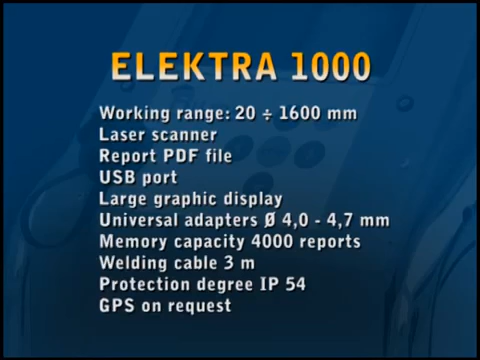 ELEKTRA 1000
Working range: 20 ÷ 1600 mm
Laser scanner
Report PDF file
USB port
Large graphic display
Universal adapters Ø 4,0 - 4,7 mm
Memory capacity 4000 reports
Welding cable 3 m
Protection degree IP 54
GPS on request